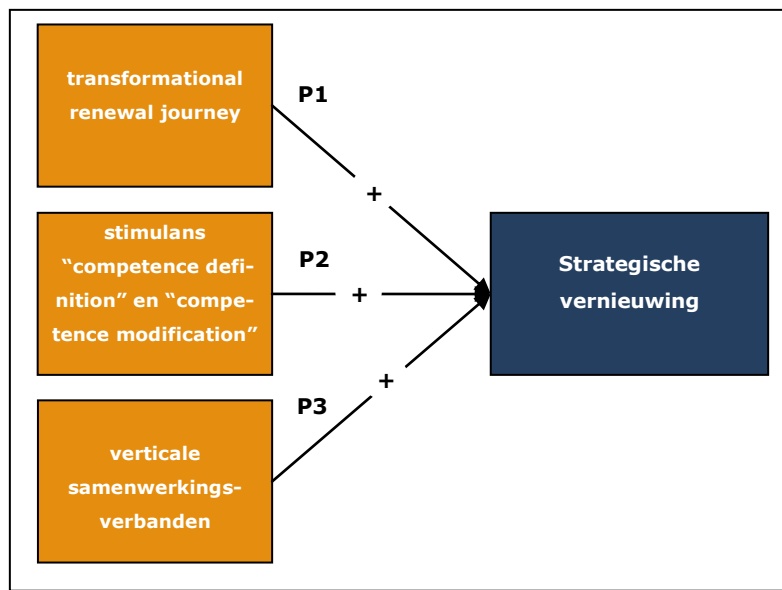 transformational
renewal journey
P1
+
stimulans
“competence defi-
nition” en “compe-
tence modification”
P2
+
Strategische
vernieuwing
P3
+
verticale
samenwerkings-
verbanden